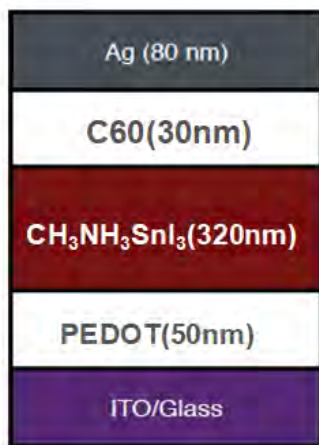 Ag (80 nm)
C60(30nm)
CH₃NH₃SnI₃(320nm)
PEDOT(50nm)
ITO/Glass